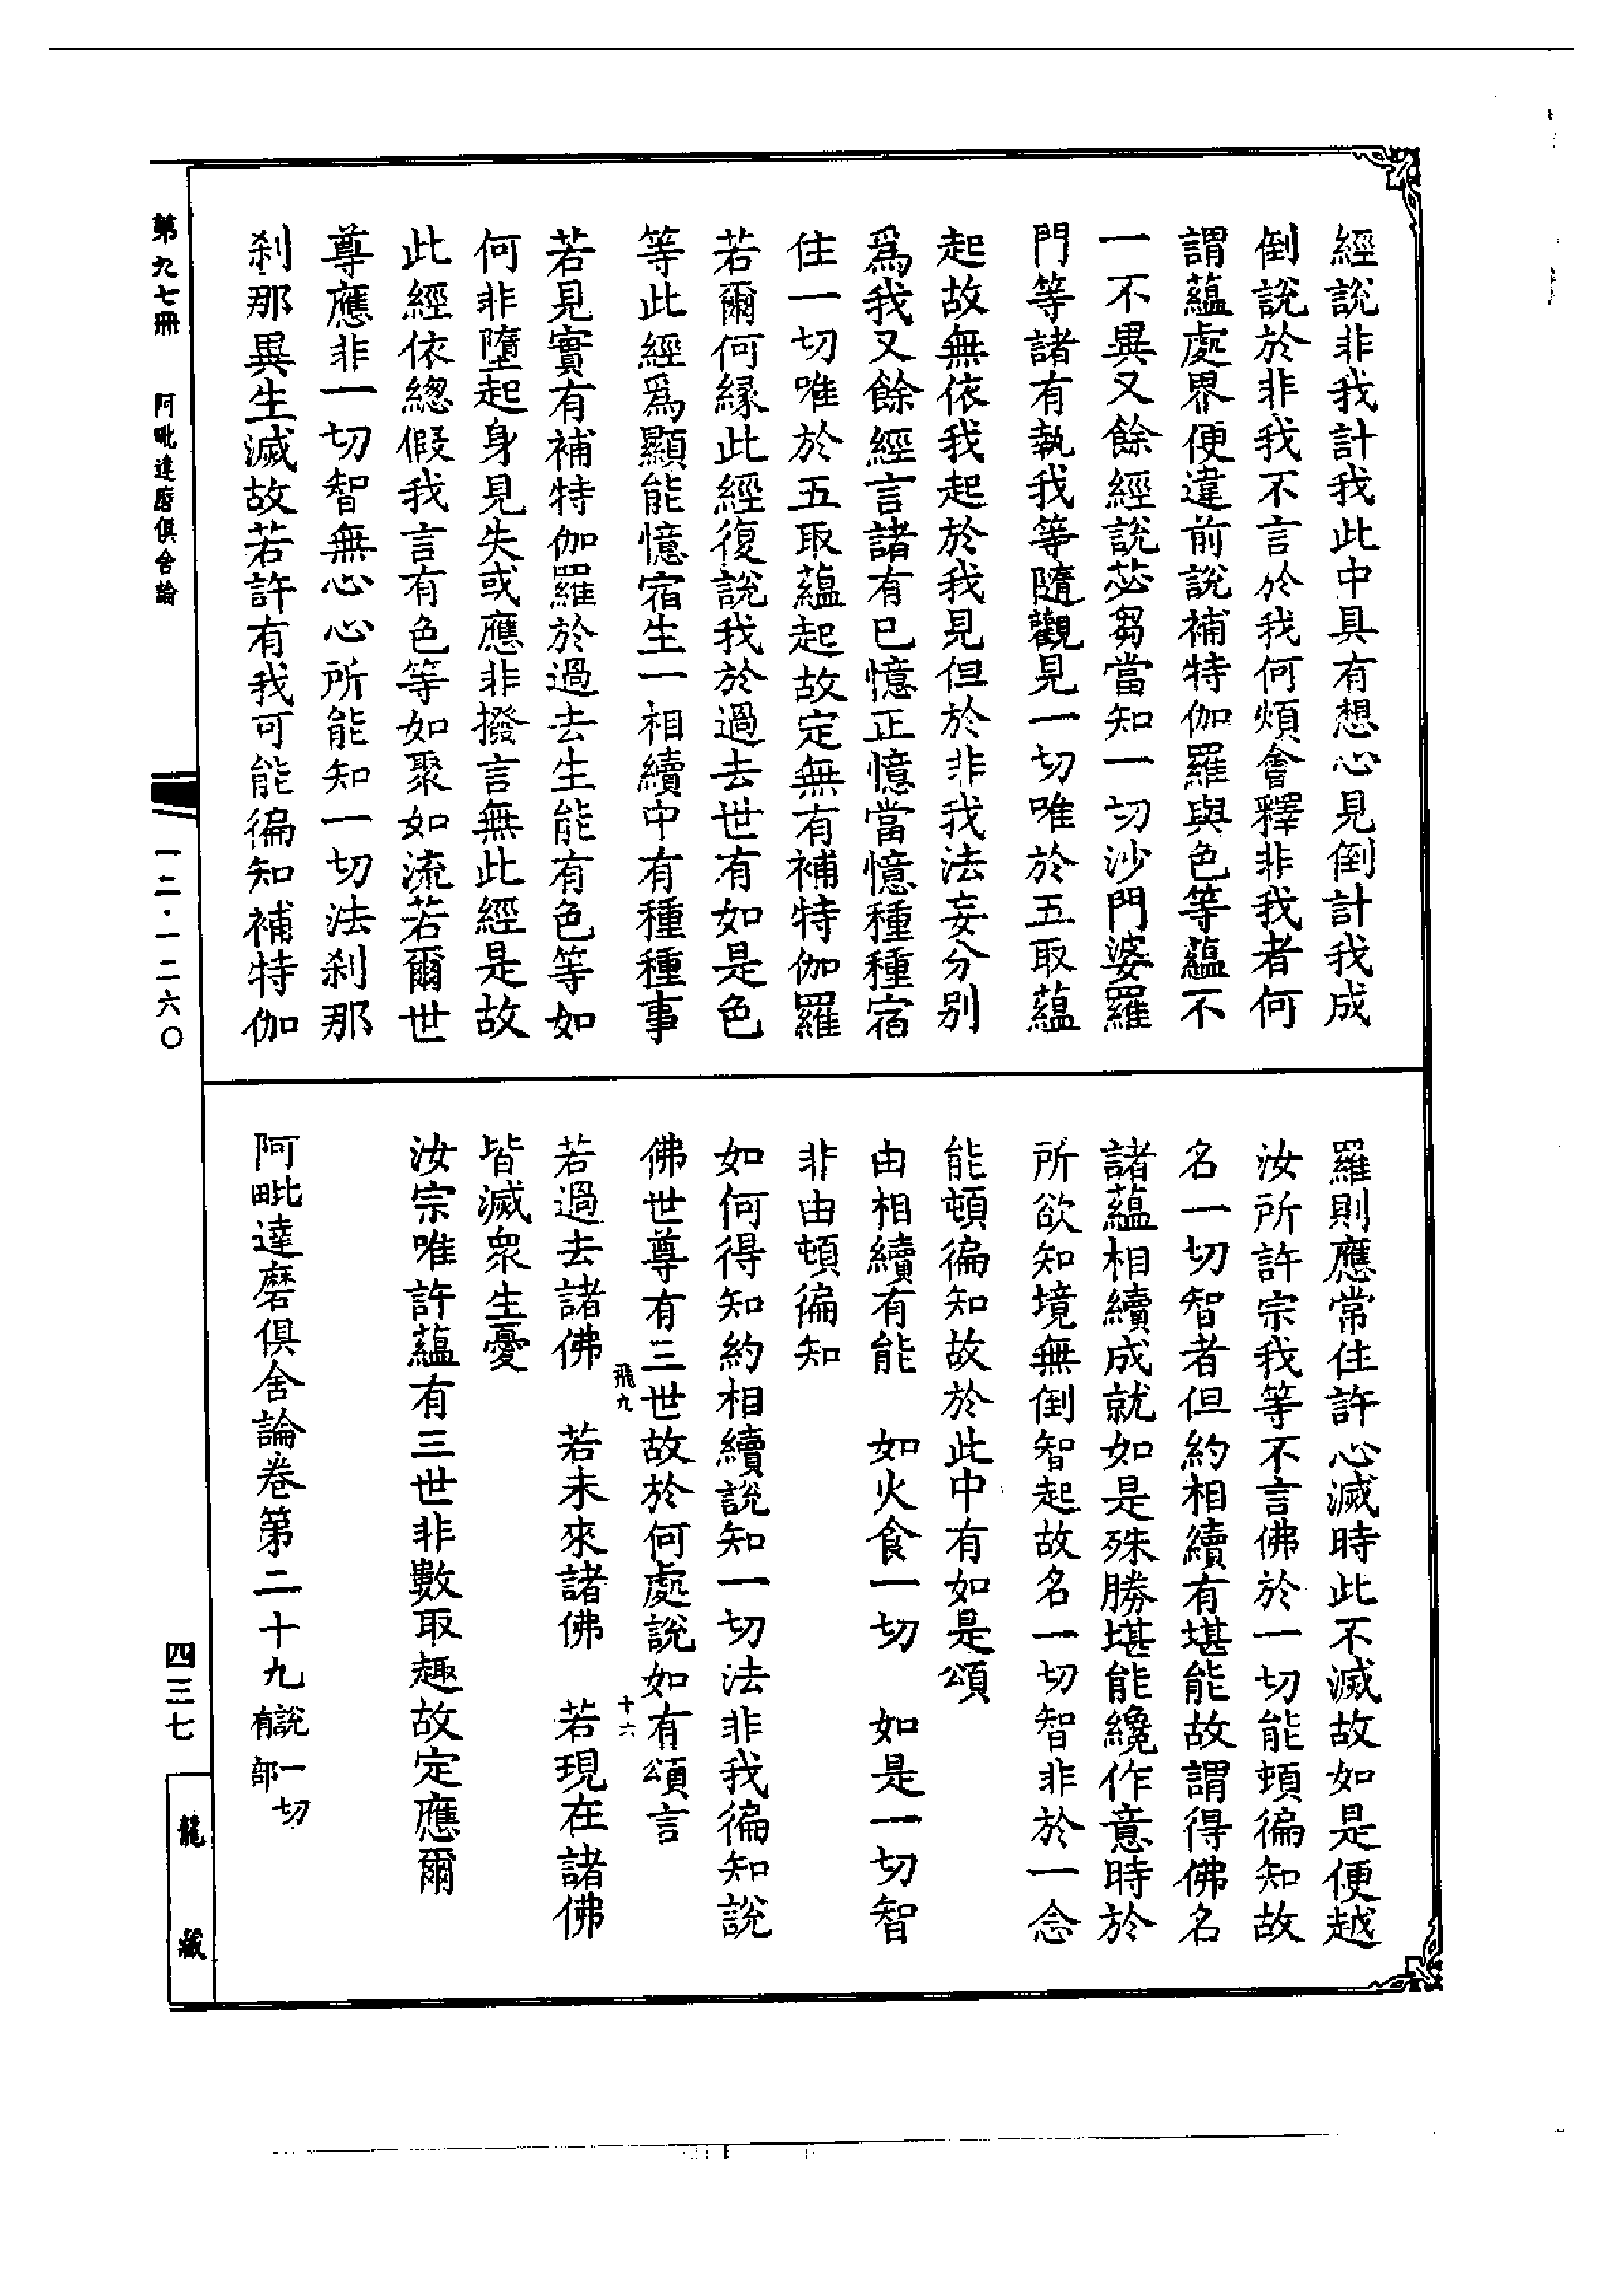 經說非我計我此中具有想心見倒計我成
倒說於非我不言於我何煩會釋非我者何
謂蘊處界便違前說補特伽羅與色等蘊不
一不異又餘經說苾芻當知一切沙門婆羅
門等諸有執我等隨觀見一切唯於五取蘊
起故無依我起於我見但於非我法妄分別
爲我又餘經言諸有已憶正憶當憶種種宿
住一切唯於五取蘊起故定無有補特伽羅
若爾何緣此經復說我於過去世有如是色
等此經爲顯能憶宿生一相續中有種種事
若見實有補特伽羅於過去生能有色等如
何非墮起身見失或應非撥言無此經是故
此經依總假我言有色等如聚如流若爾世
尊應非一切智無心心所能知一切法刹那
刹那異生滅故若許有我可能徧知補特伽
羅則應常住許心滅時此不滅故如是便越
汝所許宗我等不言佛於一切能頓徧知故
名一切智者但約相續有堪能故謂得佛名
諸蘊相續成就如是殊勝堪能纔作意時於
所欲知境無倒智起故名一切智非於一念
能頓徧知故於此中有如是頌
由相續有能　如火食一切　如是一切智
非由頓徧知
如何得知約相續說知一切法非我徧知說
佛世尊有三世故於何處說如有頌言
飛九　十六
若過去諸佛　若未來諸佛　若現在諸佛
皆滅衆生憂
汝宗唯許蘊有三世非數取趣故定應爾
阿毗達磨俱舍論卷第二十九說一切有部
第九七冊　阿毗達磨俱舍論　一二·一二六〇　四三七　龍藏